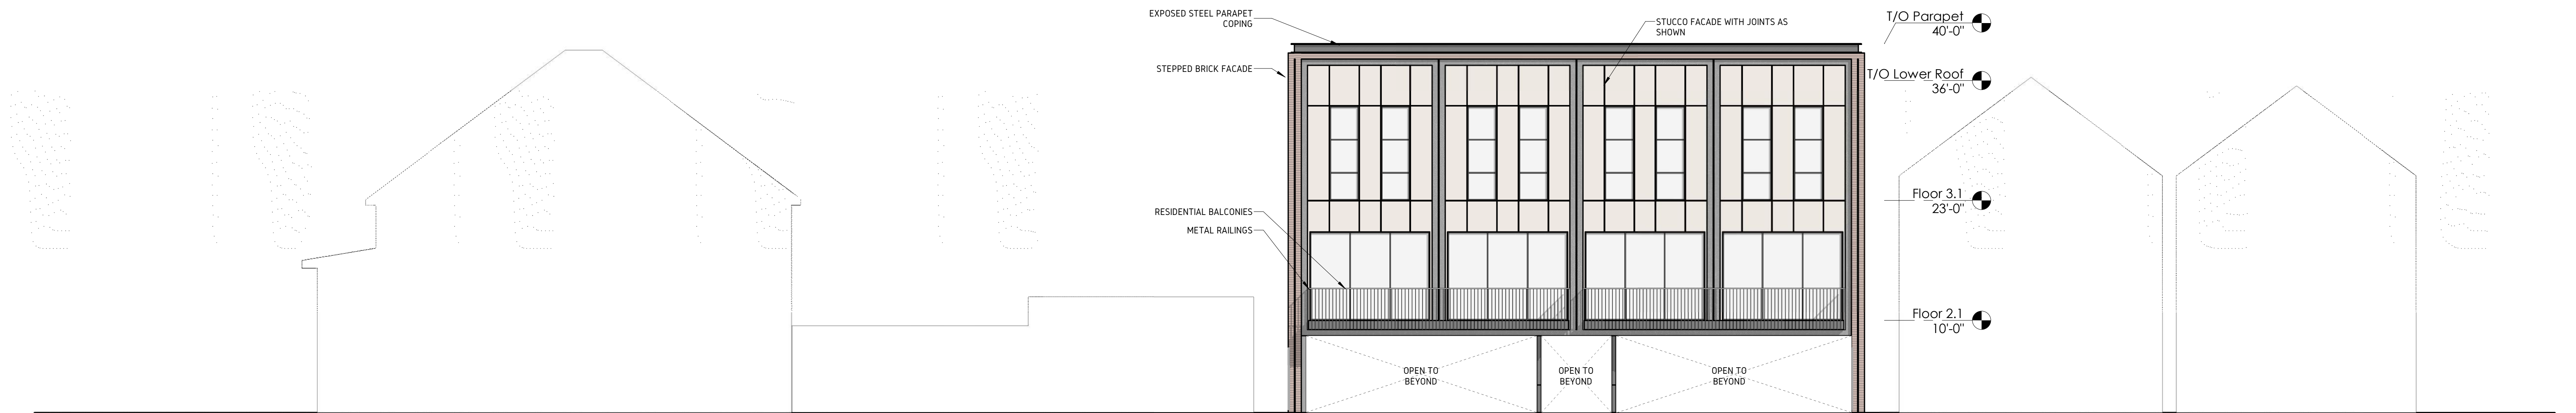 EXPOSED STEEL PARAPET
COPING
STUCCO FACADE WITH JOINTS AS
SHOWN
STEPPED BRICK FACADE
RESIDENTIAL BALCONIES
METAL RAILINGS
OPEN TO
BEYOND
OPEN TO
BEYOND
OPEN TO
BEYOND
T/O Parapet
40'-0"
T/O Lower Roof
36'-0"
Floor 3.1
23'-0"
Floor 2.1
10'-0"